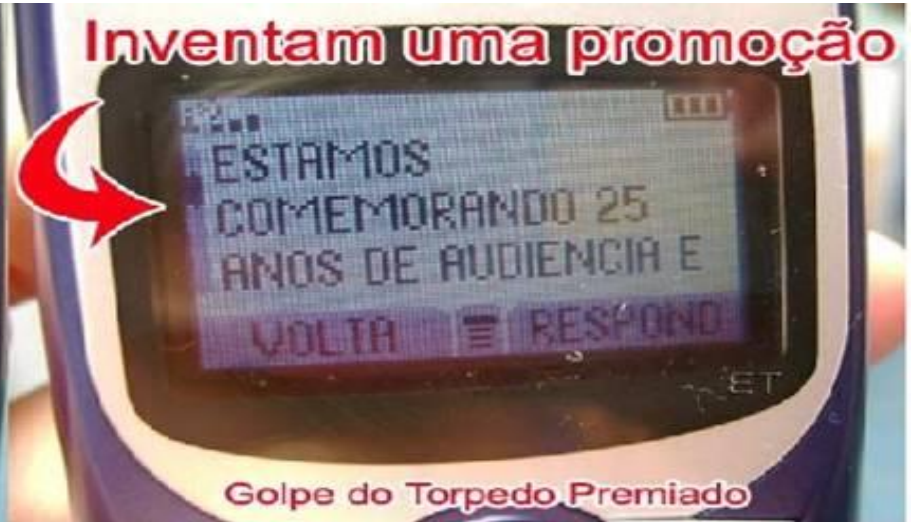 Inventam uma promoção
ESTAMOS
COMEMORANDO 25
ANOS DE AUDIENCIA E
VOLTA RESPOND
Golpe do Torpedo Premiado